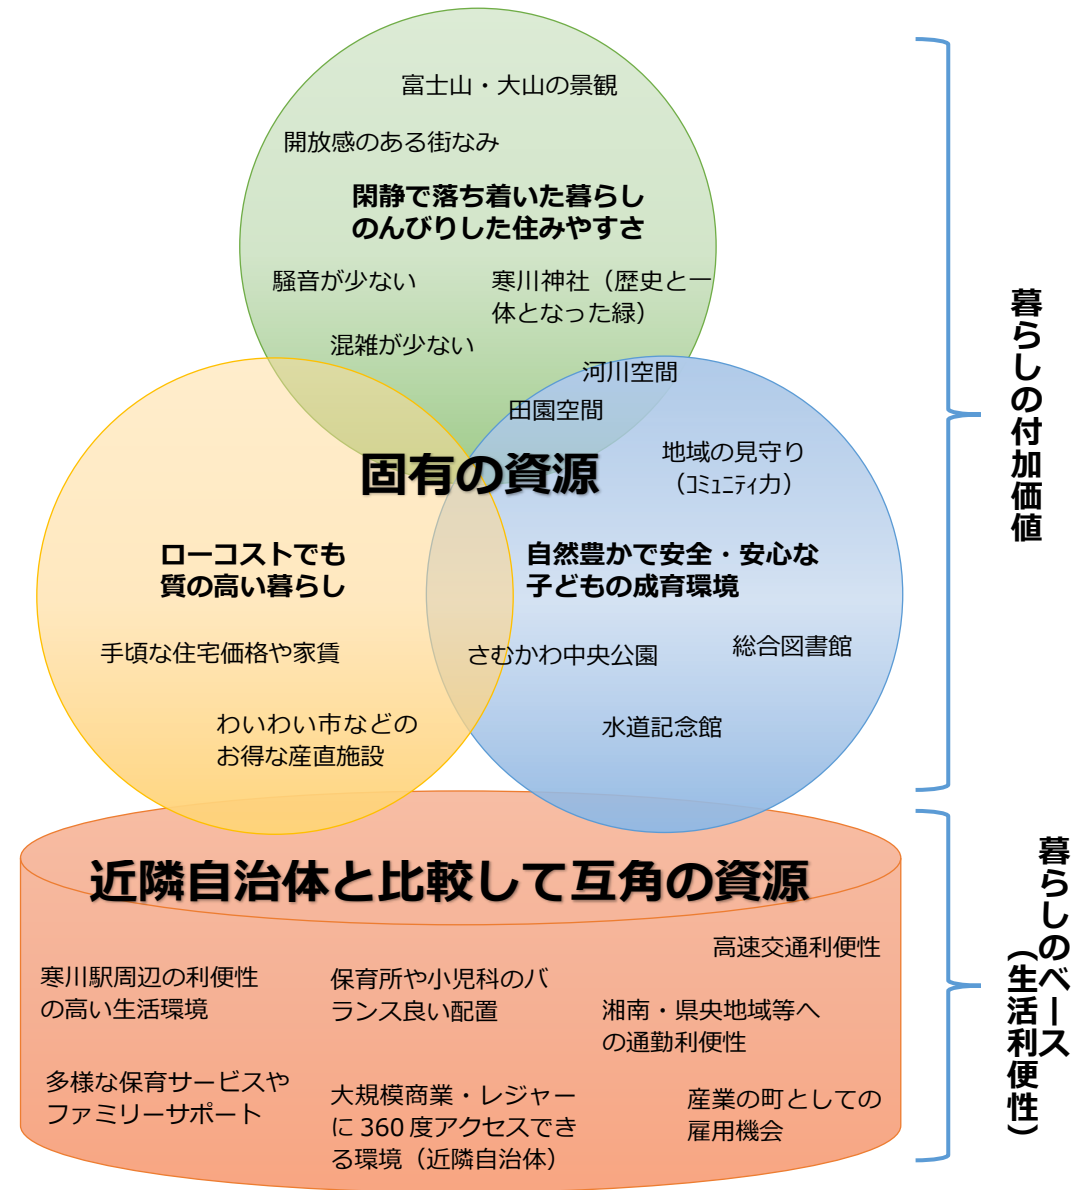 富士山・大山の景観
開放感のある街なみ
閑静で落ち着いた暮らし
のんびりした住みやすさ
騒音が少ない
寒川神社（歴史と一
体となった緑）
混雑が少ない
河川空間
田園空間
固有の資源
地域の見守り
（ｺﾐｭﾆﾃｨ力）
ローコストでも
質の高い暮らし
自然豊かで安全・安心な
子どもの成育環境
手頃な住宅価格や家賃
さむかわ中央公園
総合図書館
わいわい市などの
お得な産直施設
水道記念館
暮らしの付加価値
近隣自治体と比較して互角の資源
寒川駅周辺の利便性
の高い生活環境
保育所や小児科のバ
ランス良い配置
高速交通利便性
湘南・県央地域等へ
の通勤利便性
多様な保育サービスや
ファミリーサポート
大規模商業・レジャー
に 360 度アクセスでき
る環境（近隣自治体）
産業の町としての
雇用機会
暮らしのベース
（生活利便性）